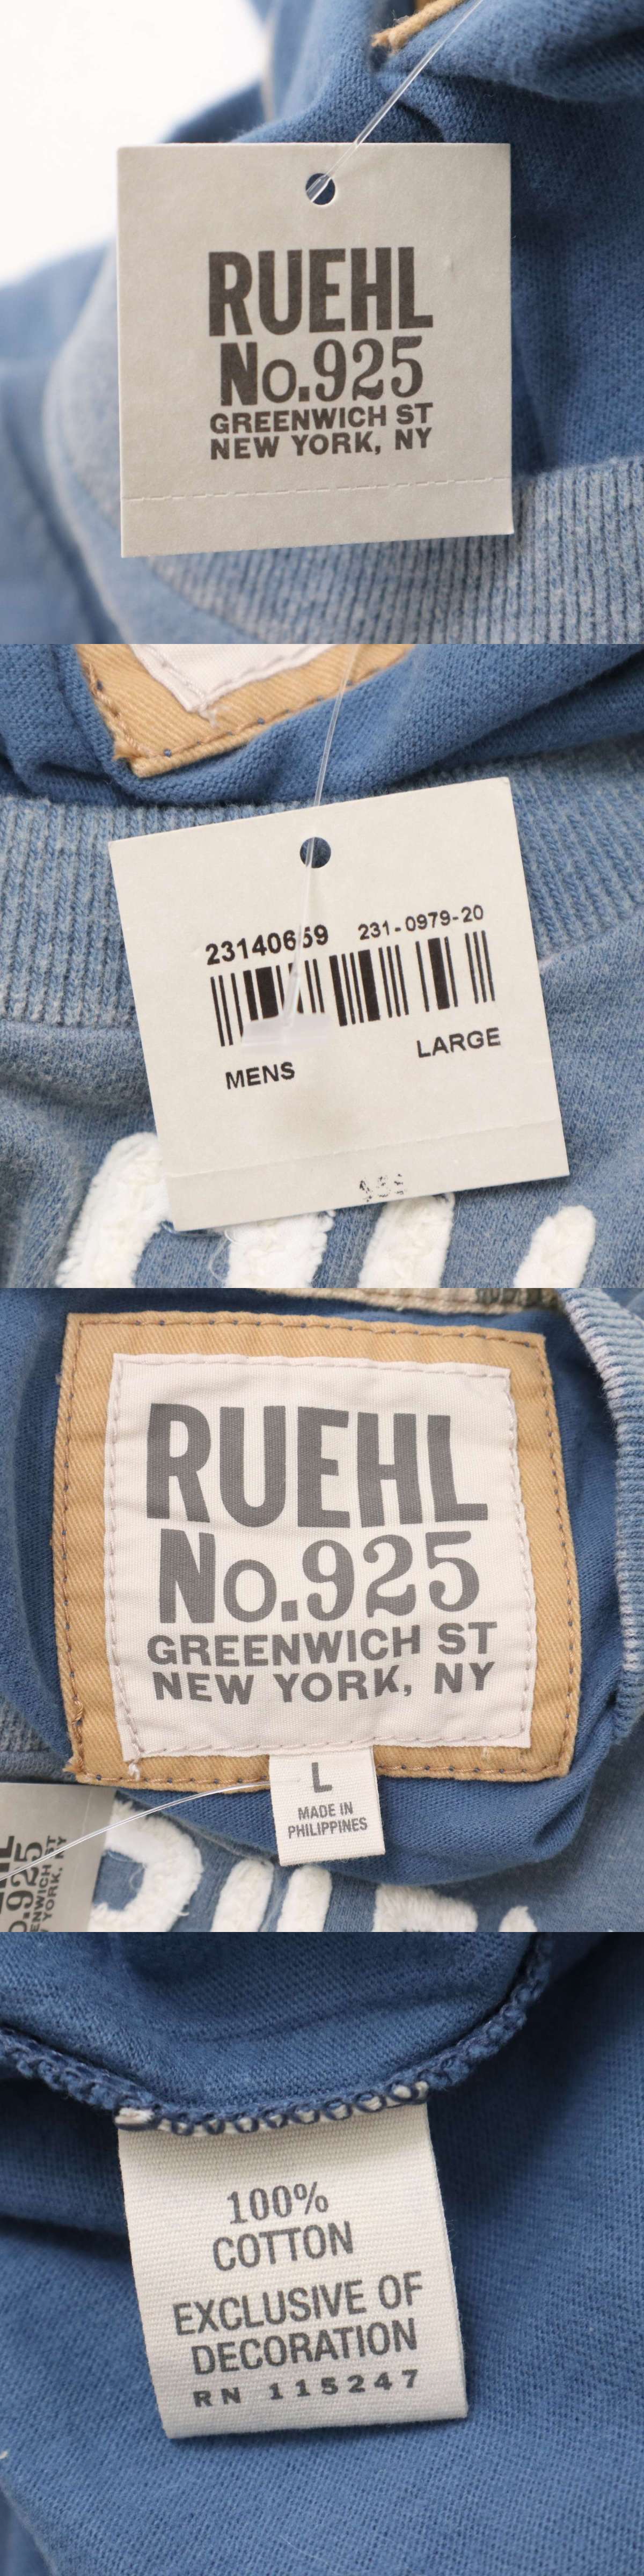 RUEHL
No.925
GREENWICH ST
NEW YORK, NY
23140659 231-0979-20
MENS LARGE
RUEHL
No.925
GREENWICH ST
NEW YORK, NY
L
MADE IN
PHILIPPINES
100%
COTTON
EXCLUSIVE OF
DECORATION
RN 115247